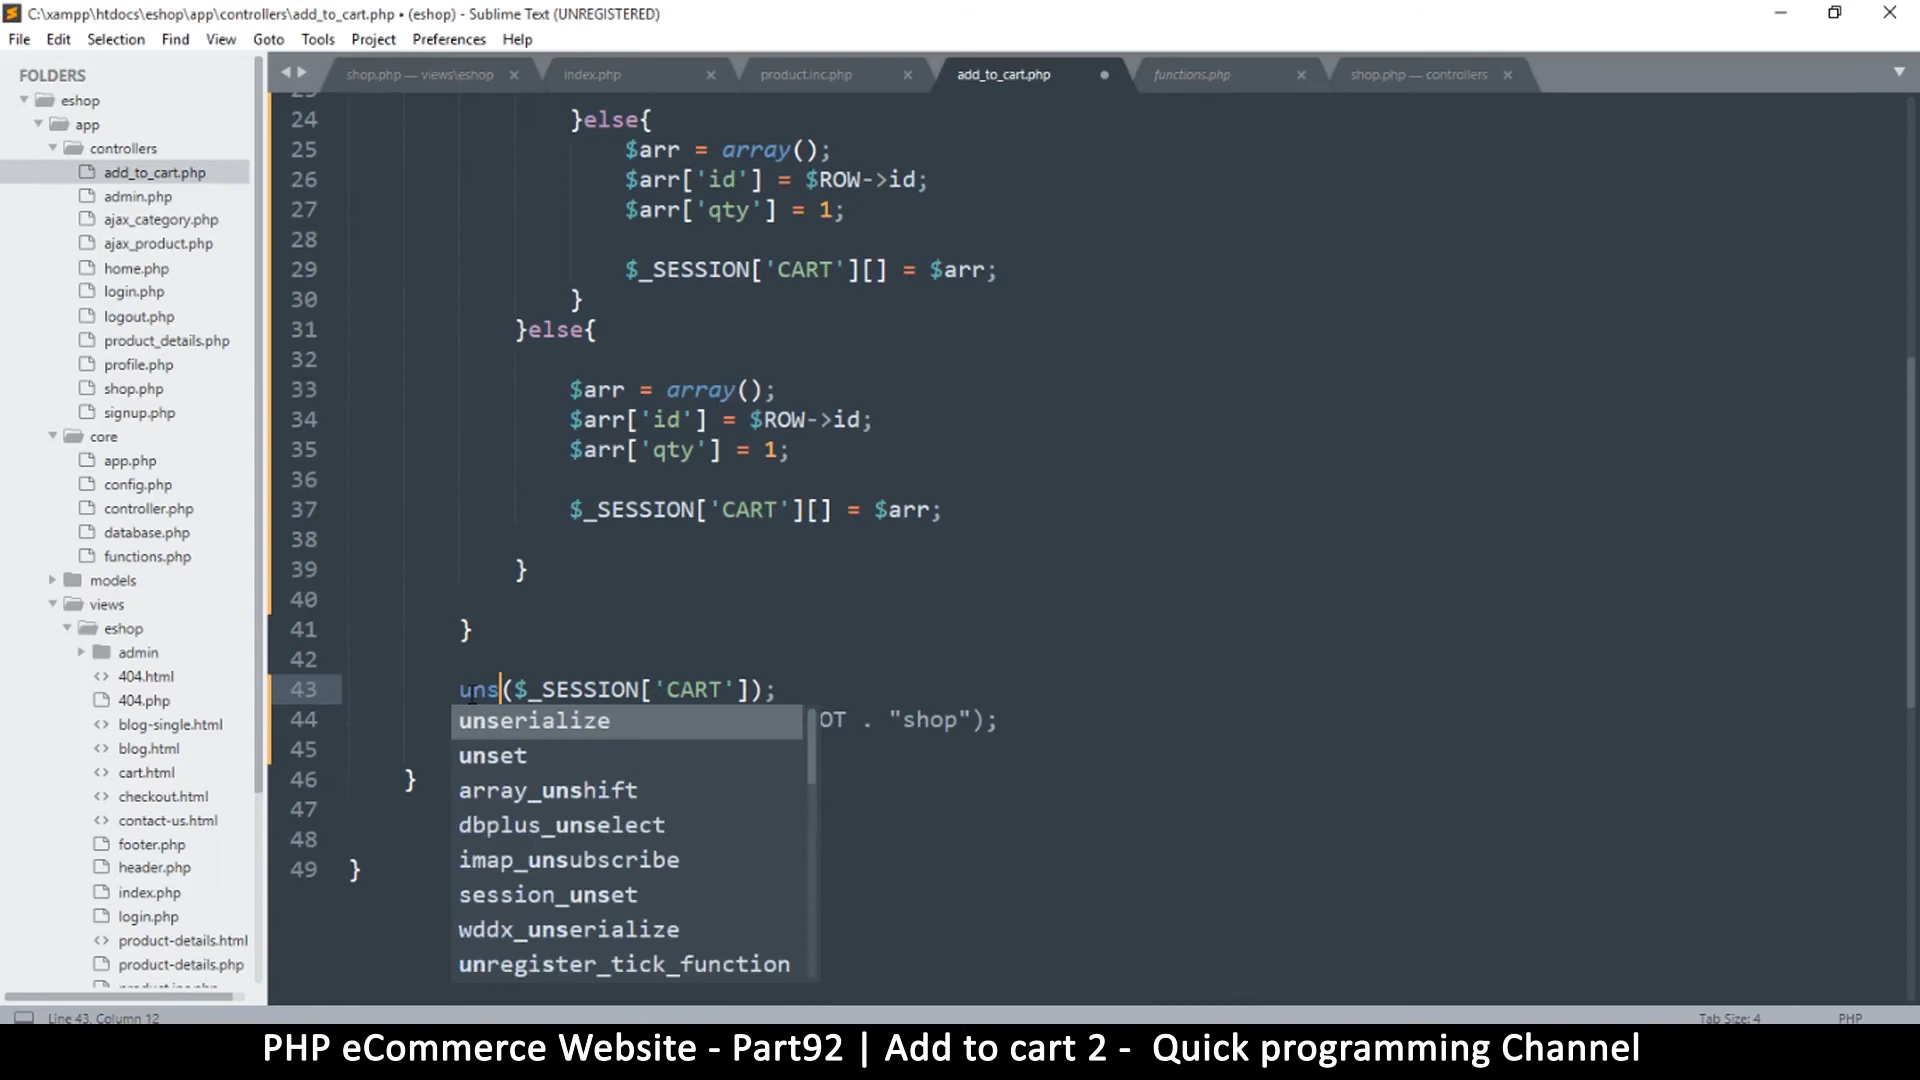 C:\xampp\htdocs\eshop\app\controllers\add_to_cart.php • (eshop) - Sublime Text (UNREGISTERED)
File Edit Selection Find View Goto Tools Project Preferences Help
FOLDERS
eshop
app
controllers
add_to_cart.php
admin.php
ajax_category.php
ajax_product.php
home.php
login.php
logout.php
product_details.php
profile.php
shop.php
signup.php
core
app.php
config.php
controller.php
database.php
functions.php
models
views
eshop
admin
404.html
404.php
blog-single.html
blog.html
cart.html
checkout.html
contact-us.html
footer.php
header.php
index.php
login.php
product-details.html
product-details.php
product.inc.php
shop.php — views\eshop index.php product.inc.php add_to_cart.php functions.php shop.php — controllers
24 }else{
25 $arr = array();
26 $arr['id'] = $ROW->id;
27 $arr['qty'] = 1;
28
29 $_SESSION['CART'][] = $arr;
30 }
31 }else{
32
33 $arr = array();
34 $arr['id'] = $ROW->id;
35 $arr['qty'] = 1;
36
37 $_SESSION['CART'][] = $arr;
38
39 }
40
41 }
42
43 uns($_SESSION['CART']);
44 OT . "shop");
45
46 }
47
48
49 }
unserialize
unset
array_unshift
dbplus_unselect
imap_unsubscribe
session_unset
wddx_unserialize
unregister_tick_function
Line 43, Column 12 Tab Size: 4 PHP
PHP eCommerce Website - Part92 | Add to cart 2 - Quick programming Channel